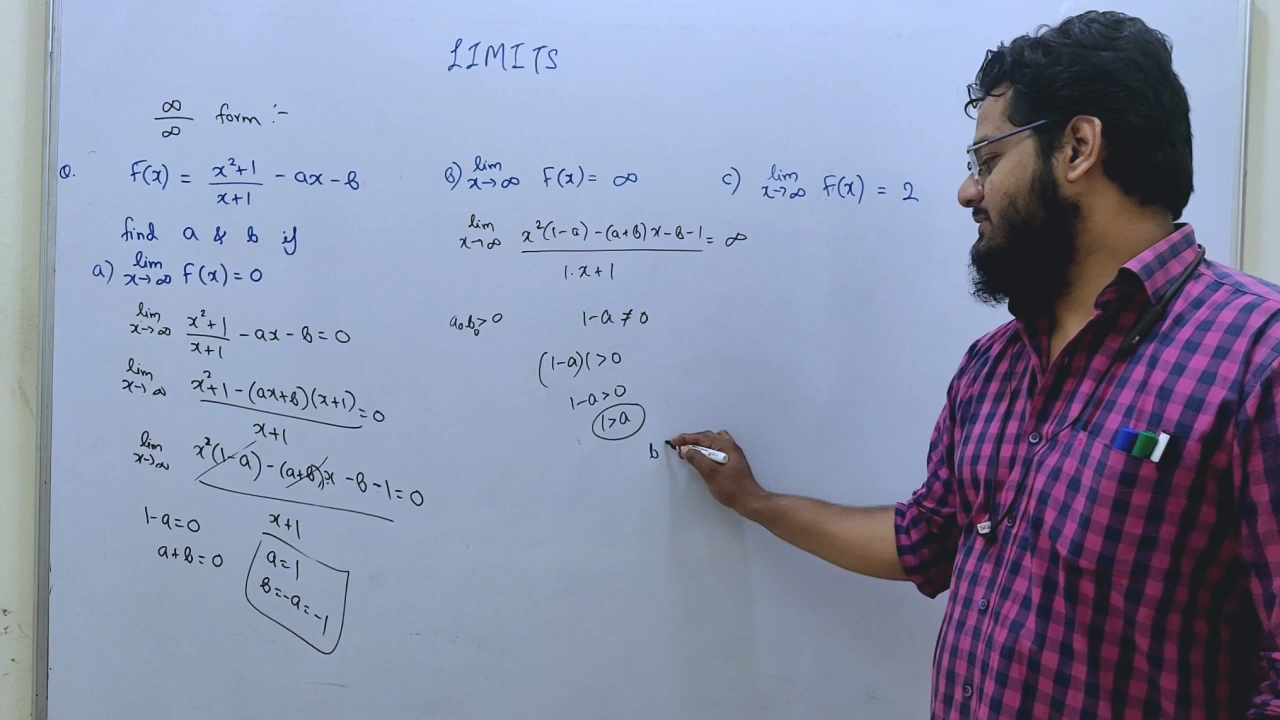 LIMITS
∞/∞ form :-
Q. F(x) = (x²+1)/(x+1) - ax - b
find a & b if
a) lim x→∞ F(x) = 0
lim x→∞ (x²+1)/(x+1) - ax - b = 0
lim x→∞ (x²+1 - (ax+b)(x+1))/(x+1) = 0
lim x→∞ (x²(1-a) - (a+b)x - b - 1)/(x+1) = 0
1-a=0
a+b=0
a=1
b=-a=-1
b) lim x→∞ F(x) = ∞
lim x→∞ (x²(1-a) - (a+b)x - b - 1)/(1.x+1) = ∞
a₀b₀>0
1-a ≠ 0
(1-a)1>0
1-a>0
1>a
b
c) lim x→∞ F(x) = 2